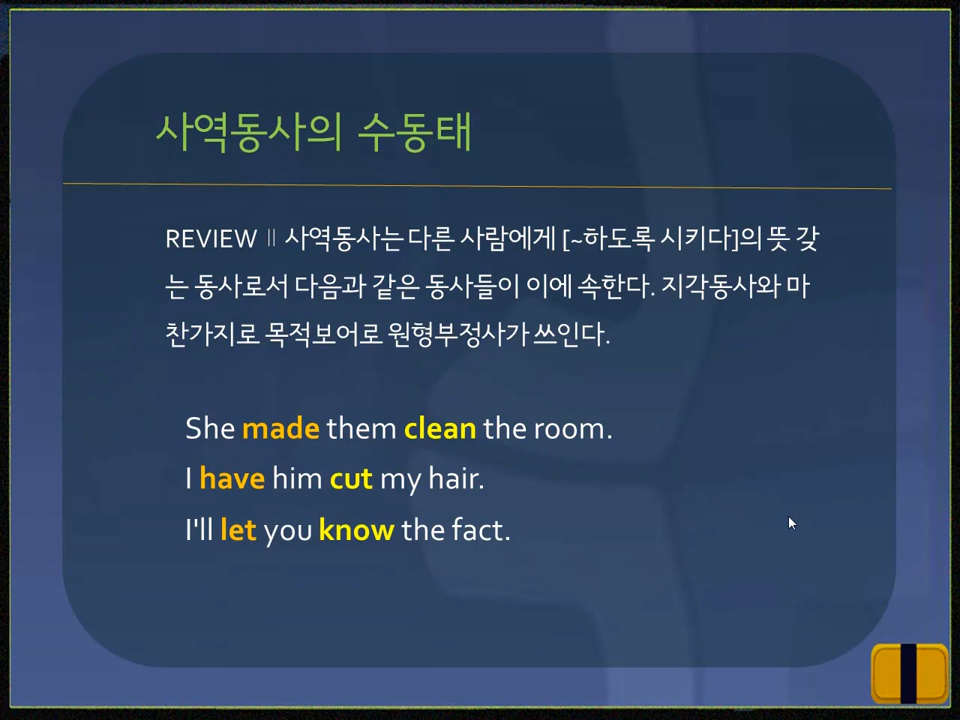 사역동사의 수동태
REVIEW Ⅱ 사역동사는 다른 사람에게 [~하도록 시키다]의 뜻 갖
는 동사로서 다음과 같은 동사들이 이에 속한다. 지각동사와 마
찬가지로 목적보어로 원형부정사가 쓰인다.
She made them clean the room.
I have him cut my hair.
I'll let you know the fact.